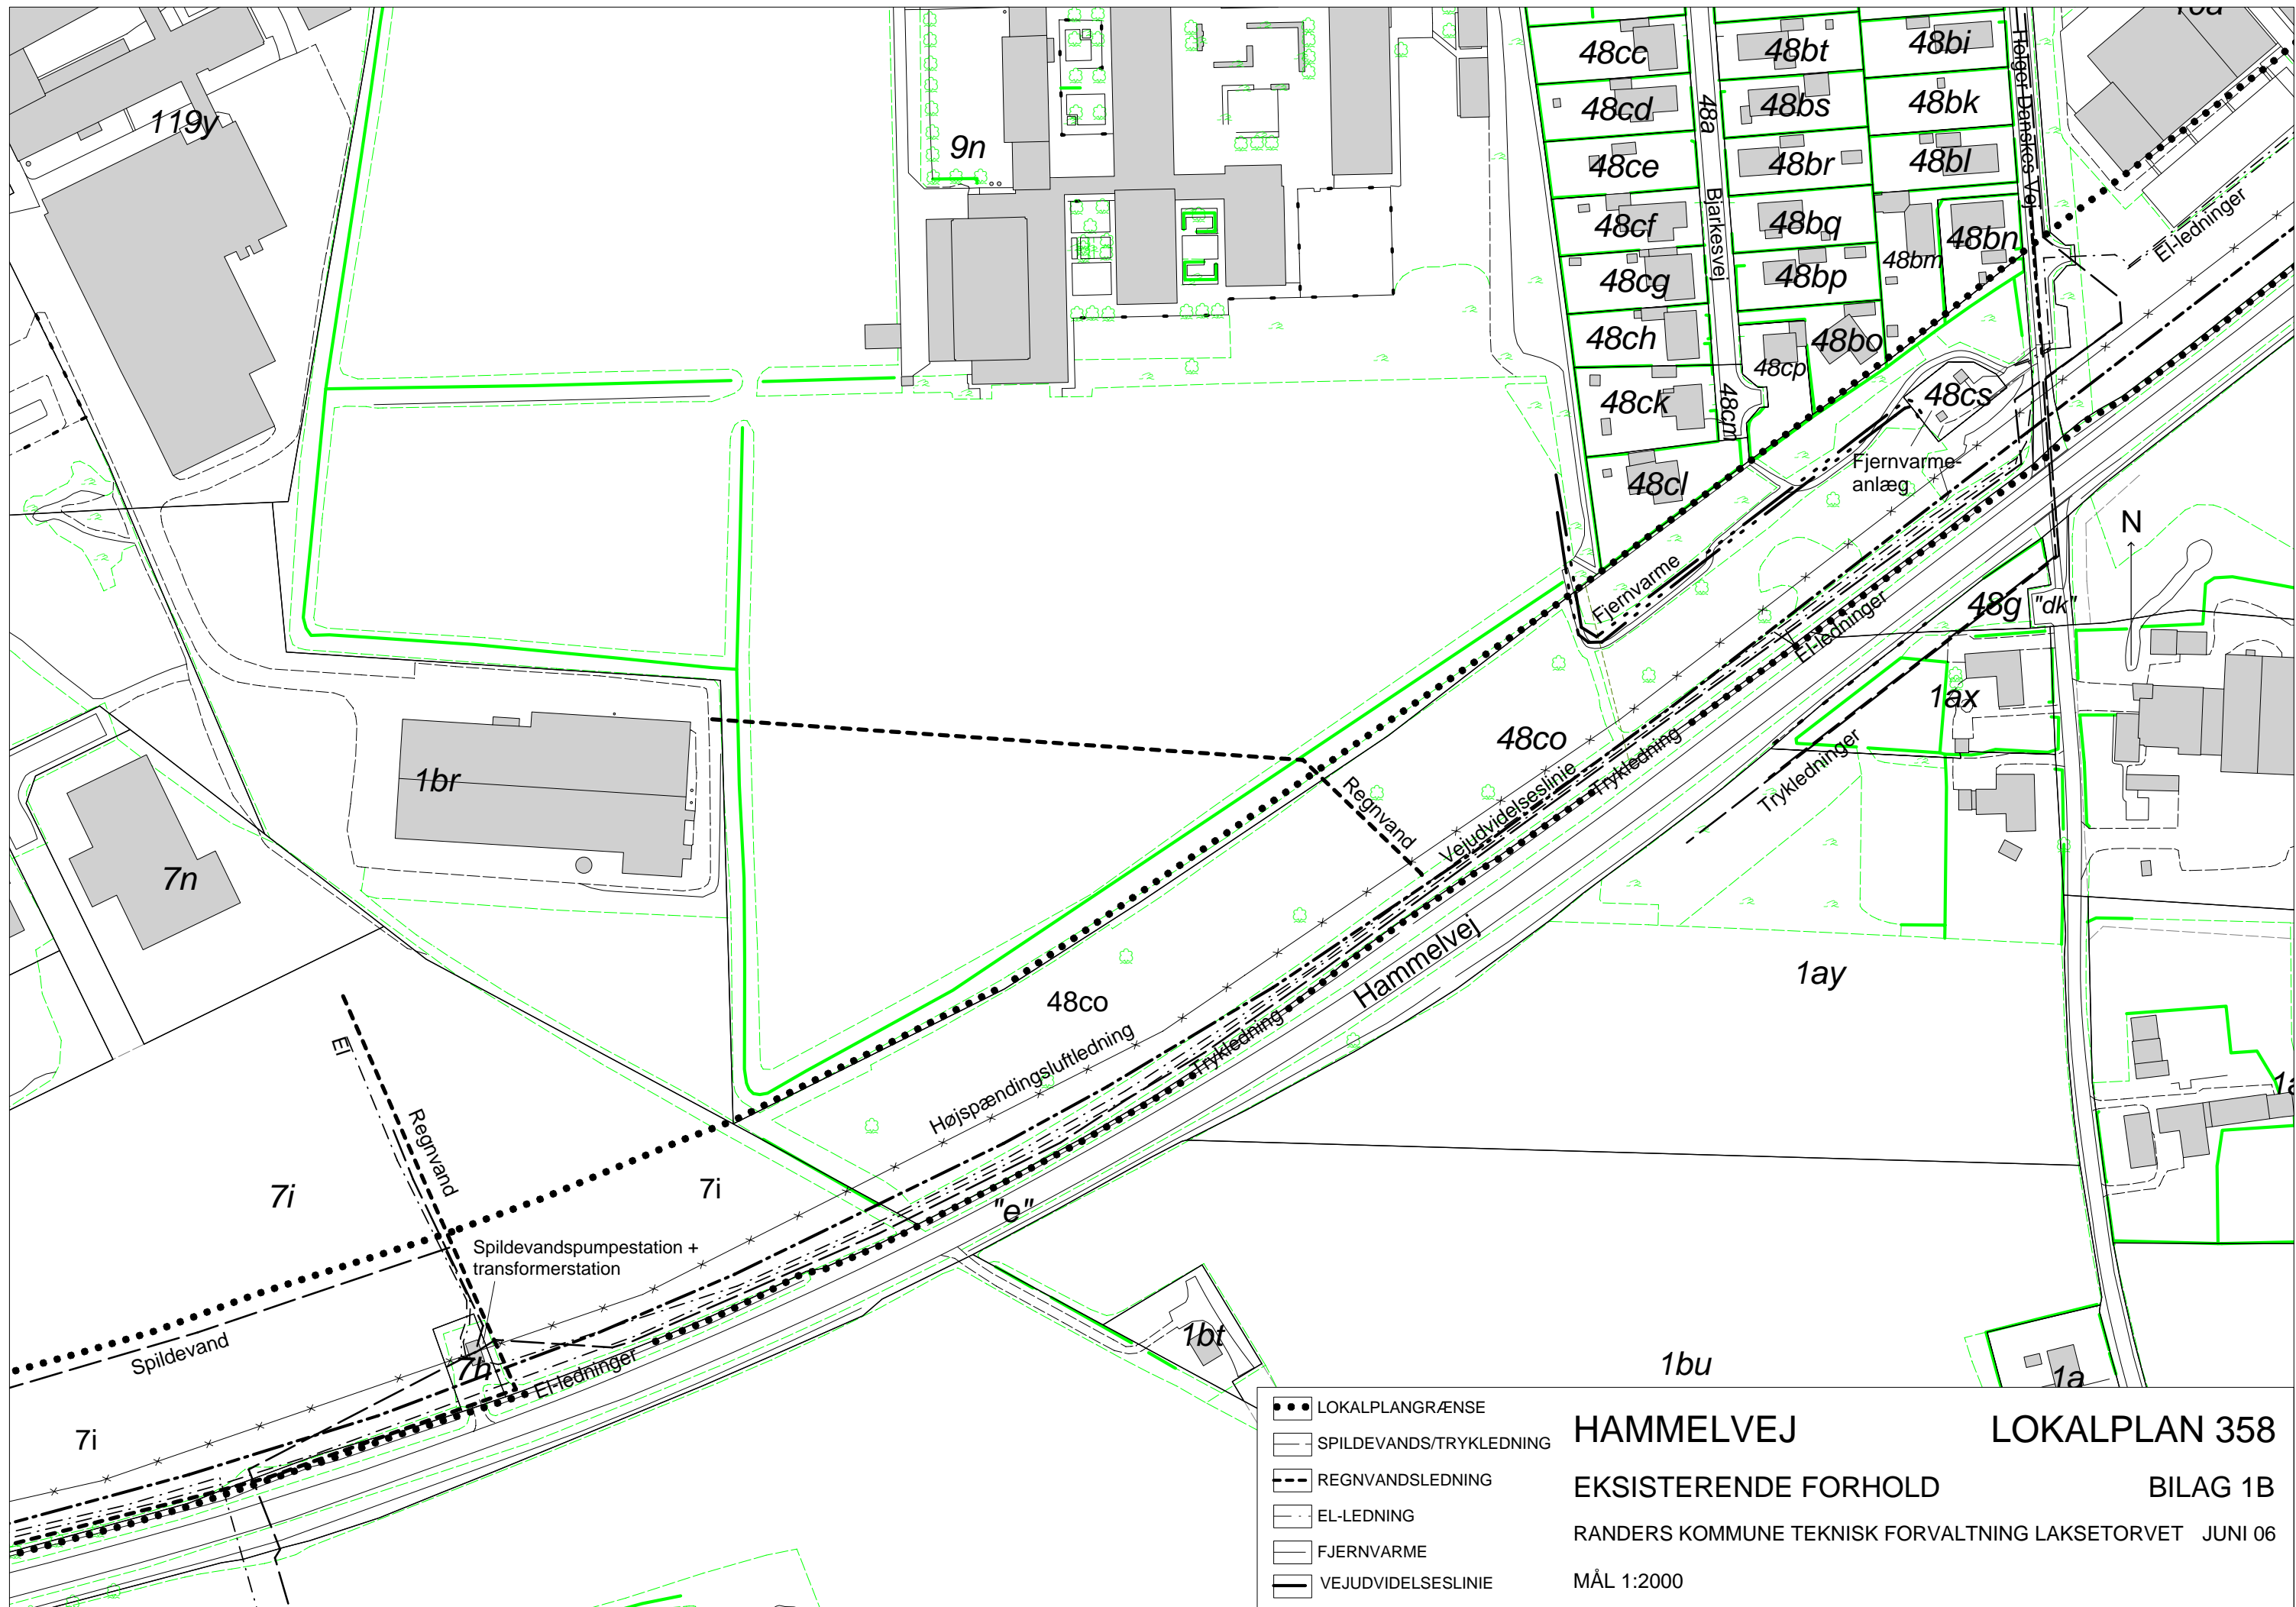 119y
9n
48cc
48bt
48bi
48cd
48bs
48bk
48ce
48br
48bl
48cf
48bq
48bn
48cg
48bp
48bm
48ch
48bo
48cp
48ck
48cm
48cs
48cl
48a
Bjarkesvej
Holger Danskes Vej
El-ledninger
Fjernvarme-
anlæg
N
Fjernvarme
48g
"dk"
El-ledninger
1ax
48co
Trykledning
Trykledninger
1br
Regnvand
Vejudvidelseslinie
7n
Hammelvej
1ay
48co
El
Højspændingsluftledning
Trykledning
Regnvand
7i
7i
"e"
Spildevandspumpestation +
transformerstation
Spildevand
7h
El-ledninger
1bt
1bu
1a
7i
LOKALPLANGRÆNSE
SPILDEVANDS/TRYKLEDNING
REGNVANDSLEDNING
EL-LEDNING
FJERNVARME
VEJUDVIDELSESLINIE
HAMMELVEJ LOKALPLAN 358
EKSISTERENDE FORHOLD BILAG 1B
RANDERS KOMMUNE TEKNISK FORVALTNING LAKSETORVET JUNI 06
MÅL 1:2000